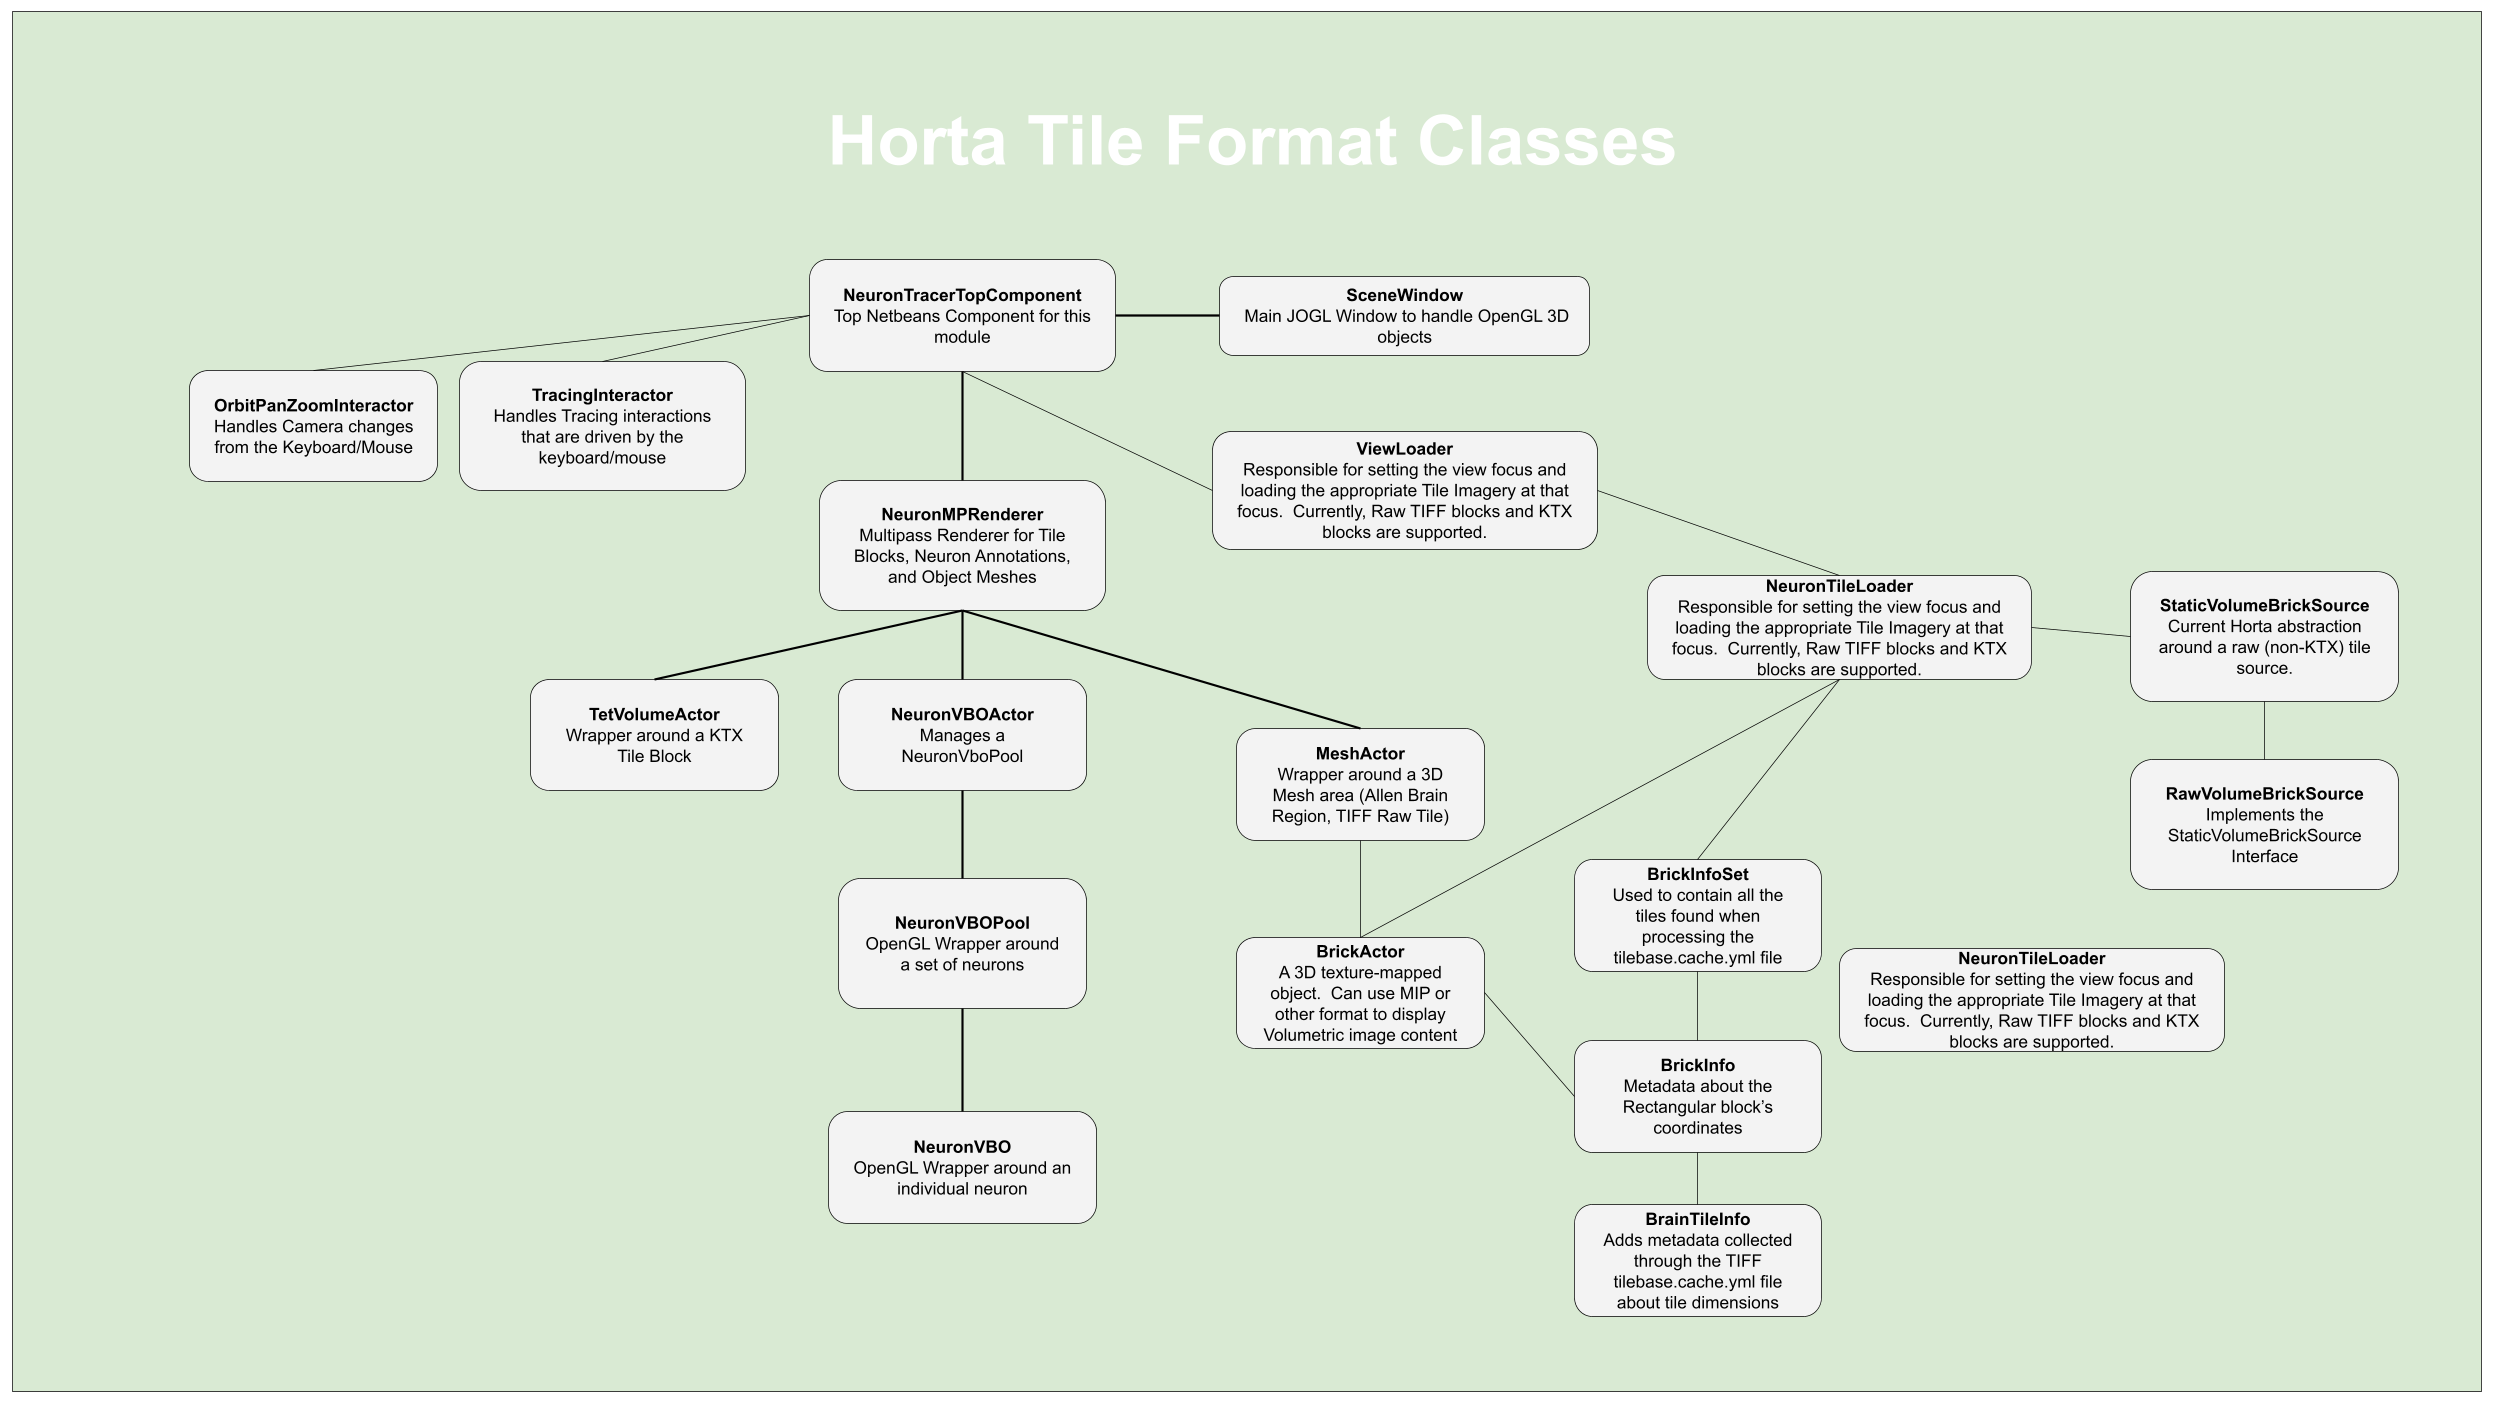 Horta Tile Format Classes
NeuronTracerTopComponent
Top Netbeans Component for this
module
SceneWindow
Main JOGL Window to handle OpenGL 3D
objects
OrbitPanZoomInteractor
Handles Camera changes
from the Keyboard/Mouse
TracingInteractor
Handles Tracing interactions
that are driven by the
keyboard/mouse
ViewLoader
Responsible for setting the view focus and
loading the appropriate Tile Imagery at that
focus.  Currently, Raw TIFF blocks and KTX
blocks are supported.
NeuronMPRenderer
Multipass Renderer for Tile
Blocks, Neuron Annotations,
and Object Meshes
NeuronTileLoader
Responsible for setting the view focus and
loading the appropriate Tile Imagery at that
focus.  Currently, Raw TIFF blocks and KTX
blocks are supported.
StaticVolumeBrickSource
Current Horta abstraction
around a raw (non-KTX) tile
source.
TetVolumeActor
Wrapper around a KTX
Tile Block
NeuronVBOActor
Manages a
NeuronVboPool
MeshActor
Wrapper around a 3D
Mesh area (Allen Brain
Region, TIFF Raw Tile)
RawVolumeBrickSource
Implements the
StaticVolumeBrickSource
Interface
NeuronVBOPool
OpenGL Wrapper around
a set of neurons
BrickActor
A 3D texture-mapped
object.  Can use MIP or
other format to display
Volumetric image content
BrickInfoSet
Used to contain all the
tiles found when
processing the
tilebase.cache.yml file
NeuronTileLoader
Responsible for setting the view focus and
loading the appropriate Tile Imagery at that
focus.  Currently, Raw TIFF blocks and KTX
blocks are supported.
BrickInfo
Metadata about the
Rectangular block’s
coordinates
NeuronVBO
OpenGL Wrapper around an
individual neuron
BrainTileInfo
Adds metadata collected
through the TIFF
tilebase.cache.yml file
about tile dimensions